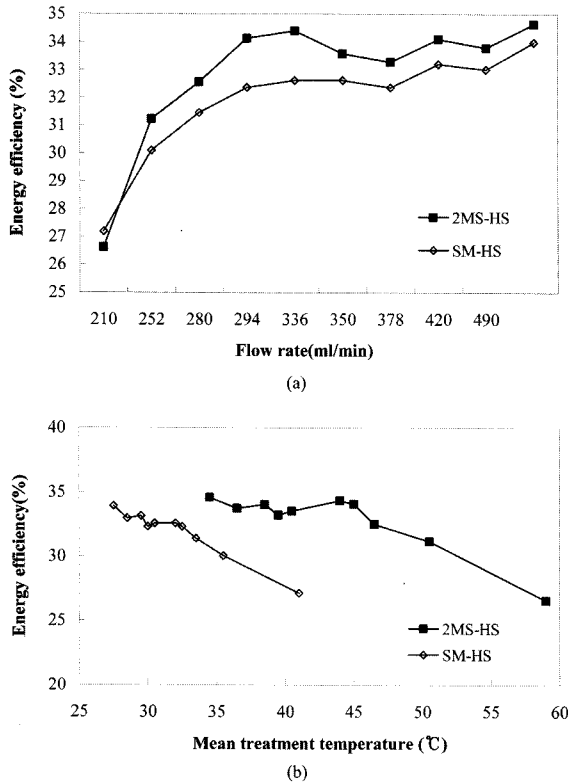 35
34
33
32
31
30
29
28
27
26
25
Energy efficiency (%)
2MS-HS
SM-HS
210 252 280 294 336 350 378 420 490
Flow rate(ml/min)
(a)
40
35
30
25
20
Energy efficiency(%)
2MS-HS
SM-HS
25 30 35 40 45 50 55 60
Mean treatment temperature (℃)
(b)